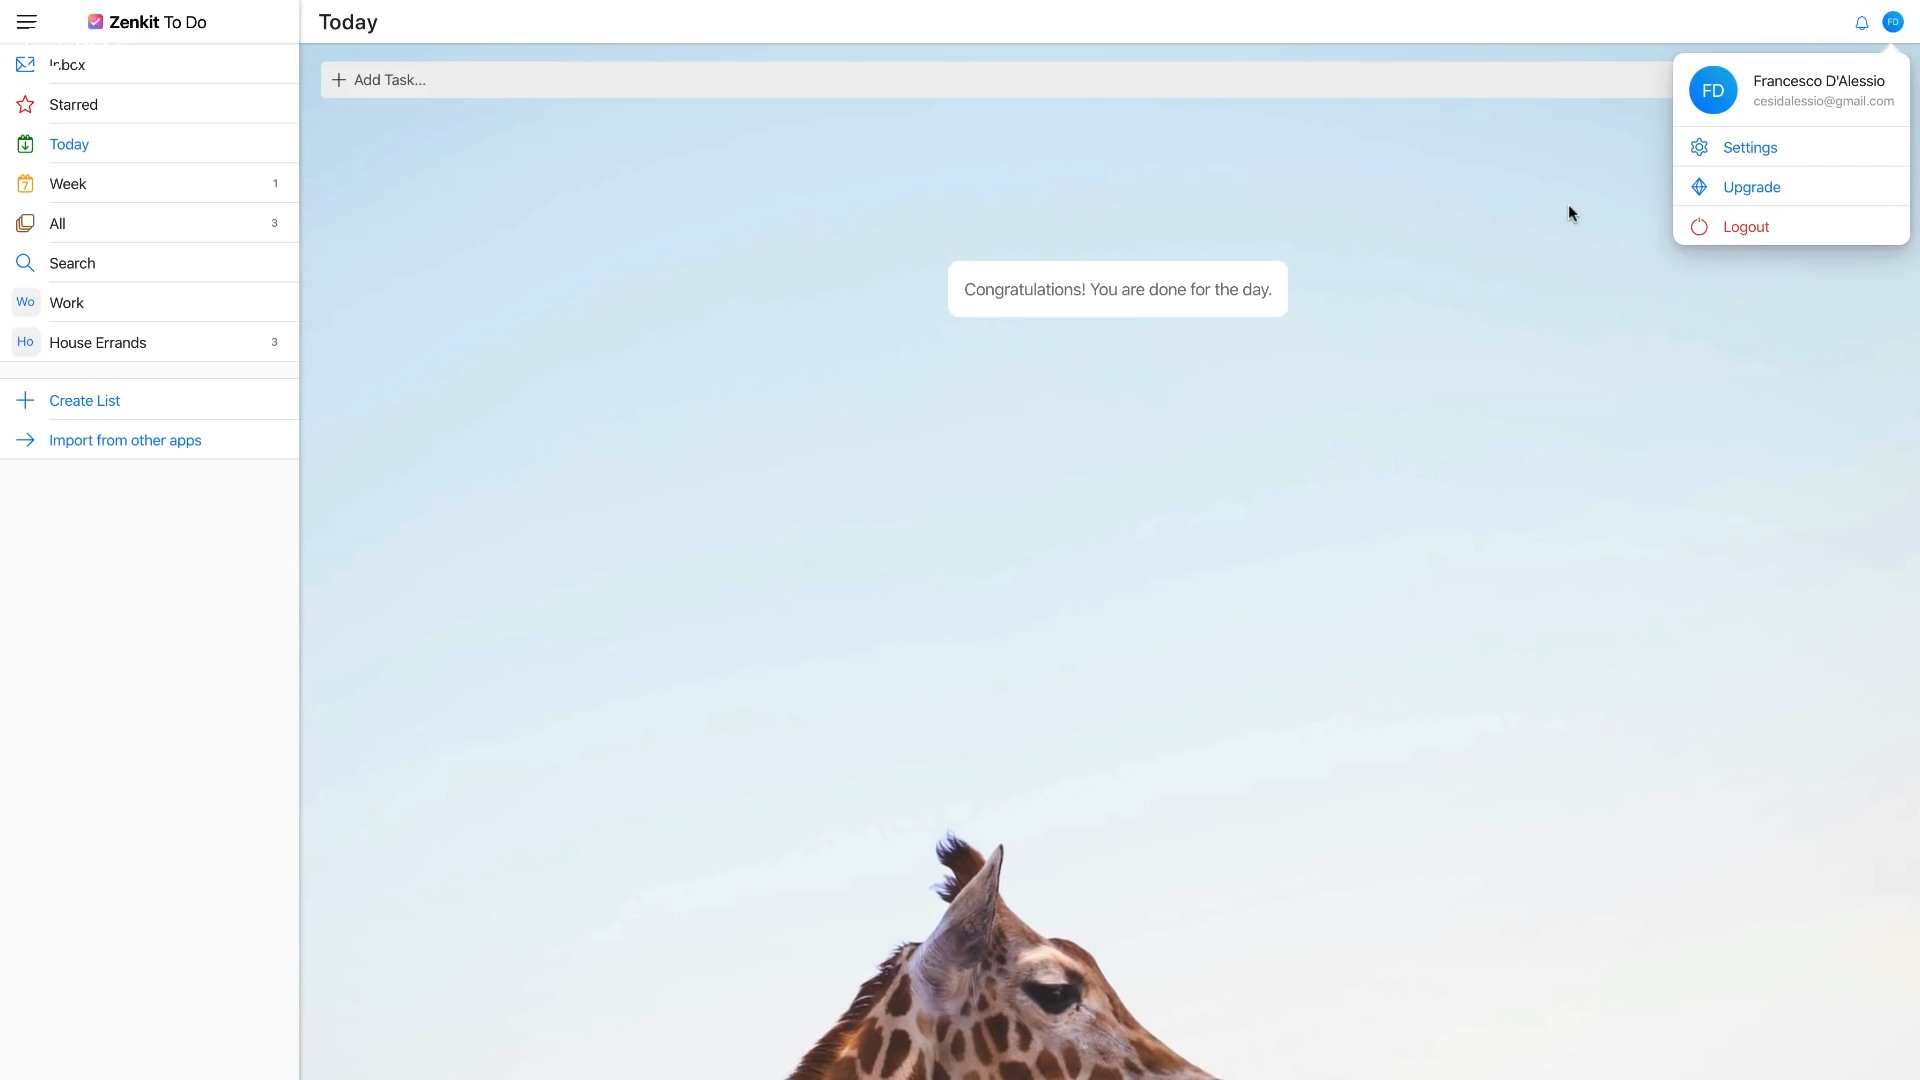 Zenkit To Do
Today
FD
Inbox
Starred
Today
7
Week
1
All
3
Search
Wo
Work
Ho
House Errands
3
Create List
Import from other apps
Add Task...
Congratulations! You are done for the day.
FD
Francesco D'Alessio
cesidalessio@gmail.com
Settings
Upgrade
Logout